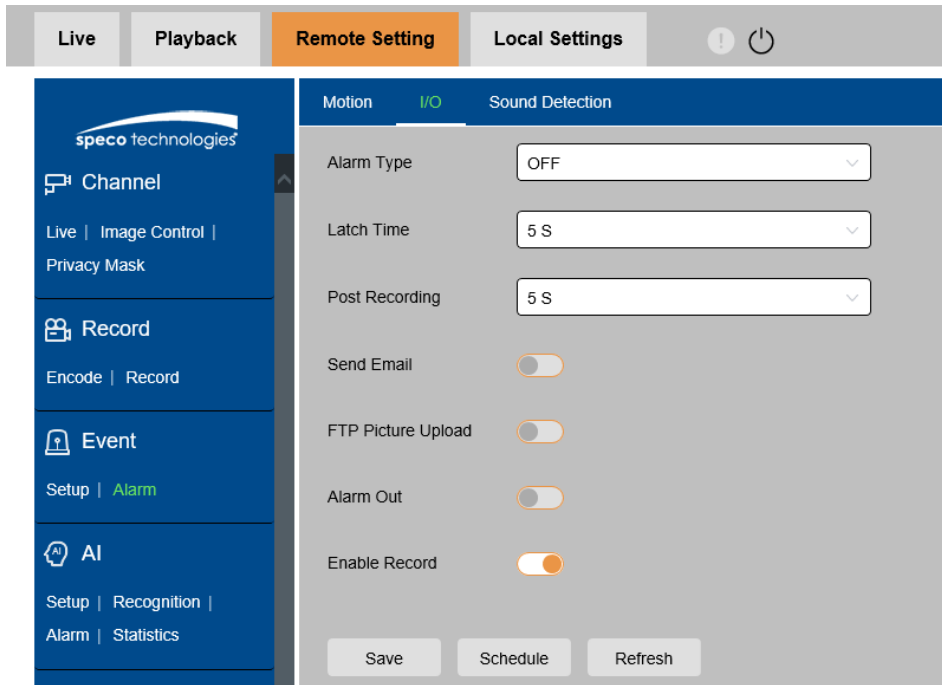 Live Playback Remote Setting Local Settings
speco technologies
Channel
Live | Image Control |
Privacy Mask
Record
Encode | Record
Event
Setup | Alarm
AI
Setup | Recognition |
Alarm | Statistics
Motion I/O Sound Detection
Alarm Type OFF
Latch Time 5 S
Post Recording 5 S
Send Email
FTP Picture Upload
Alarm Out
Enable Record
Save Schedule Refresh